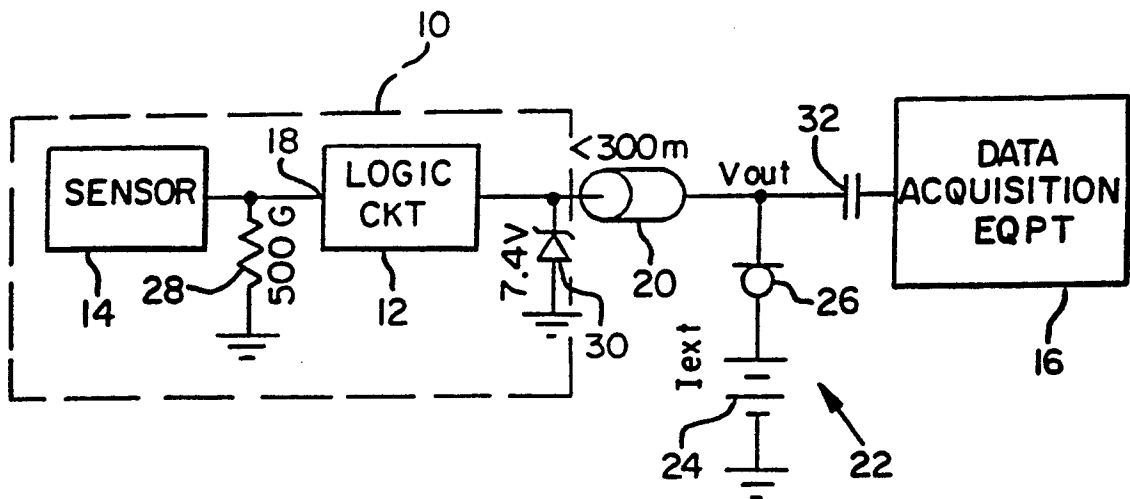 10
18
SENSOR
LOGIC
CKT
500 G
28
14
12
7.4V
30
<300m
20
Vout
32
DATA
ACQUISITION
EQPT
16
26
Iext
24
22